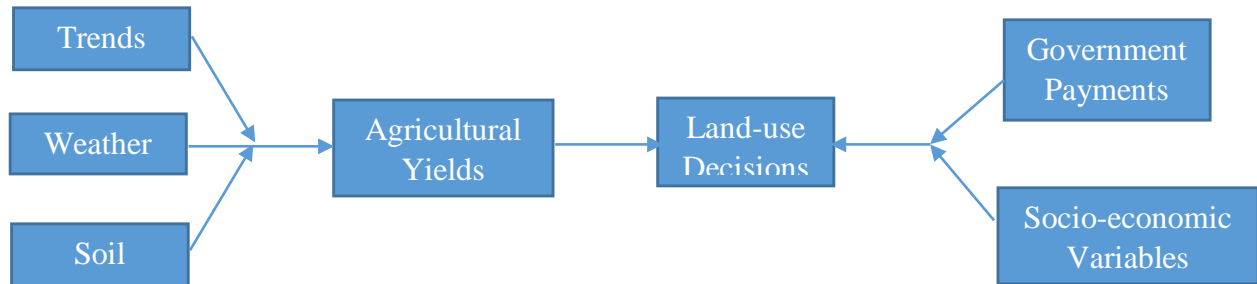 Trends
Weather
Soil
Agricultural
Yields
Land-use
Decisions
Government
Payments
Socio-economic
Variables